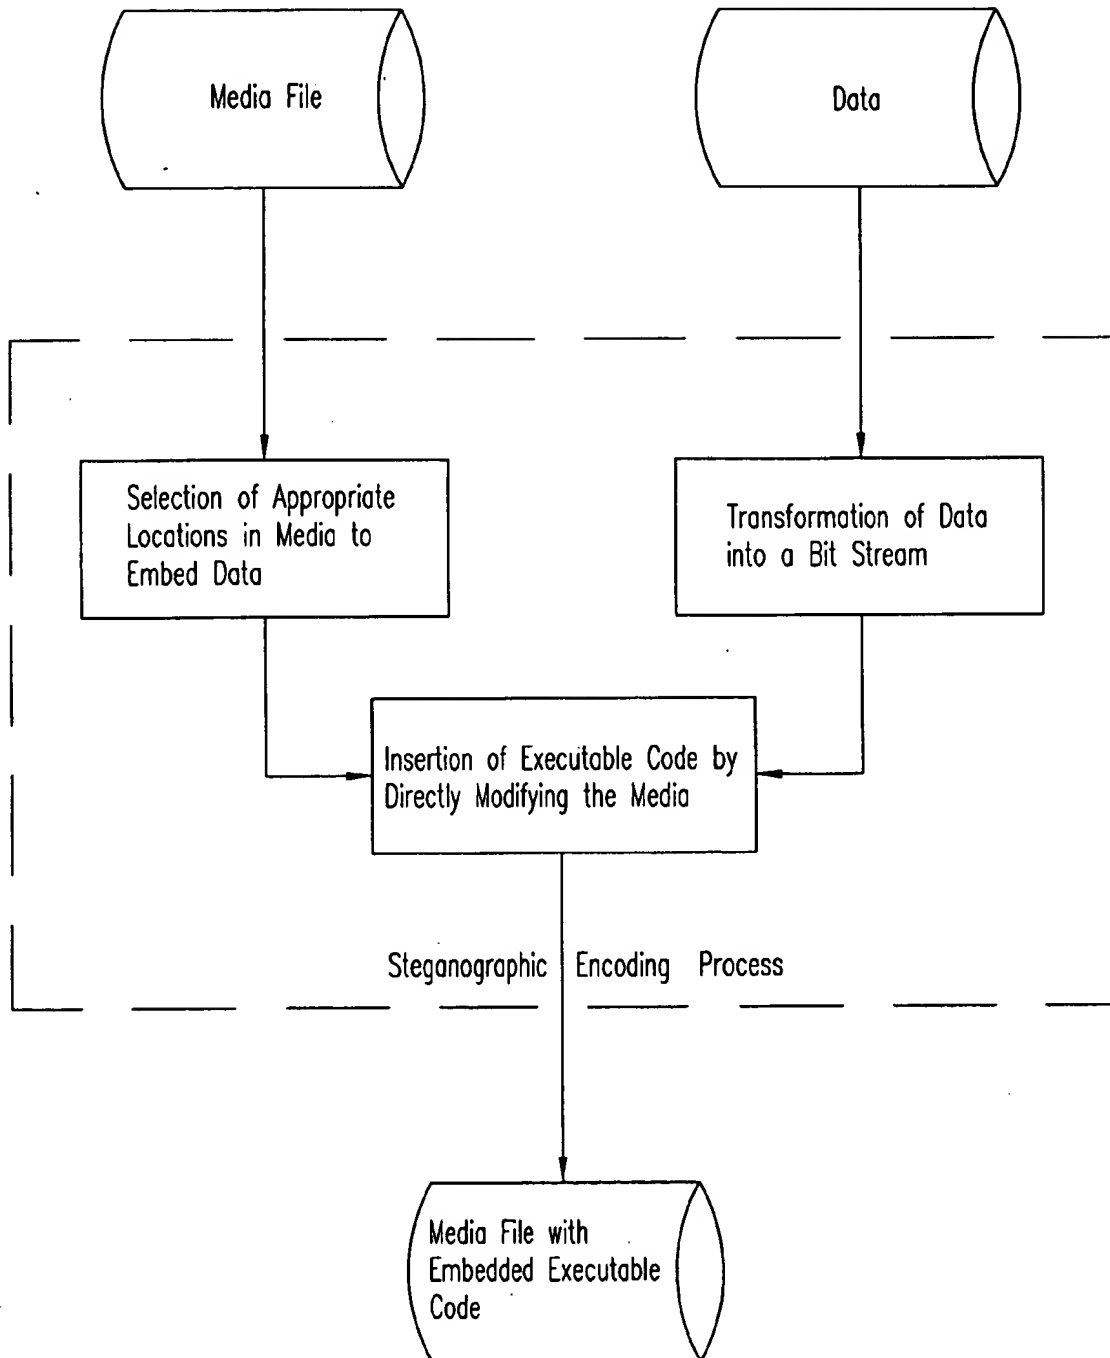 Media File
Data
Selection of Appropriate
Locations in Media to
Embed Data
Transformation of Data
into a Bit Stream
Insertion of Executable Code by
Directly Modifying the Media
Steganographic Encoding Process
Media File with
Embedded Executable
Code